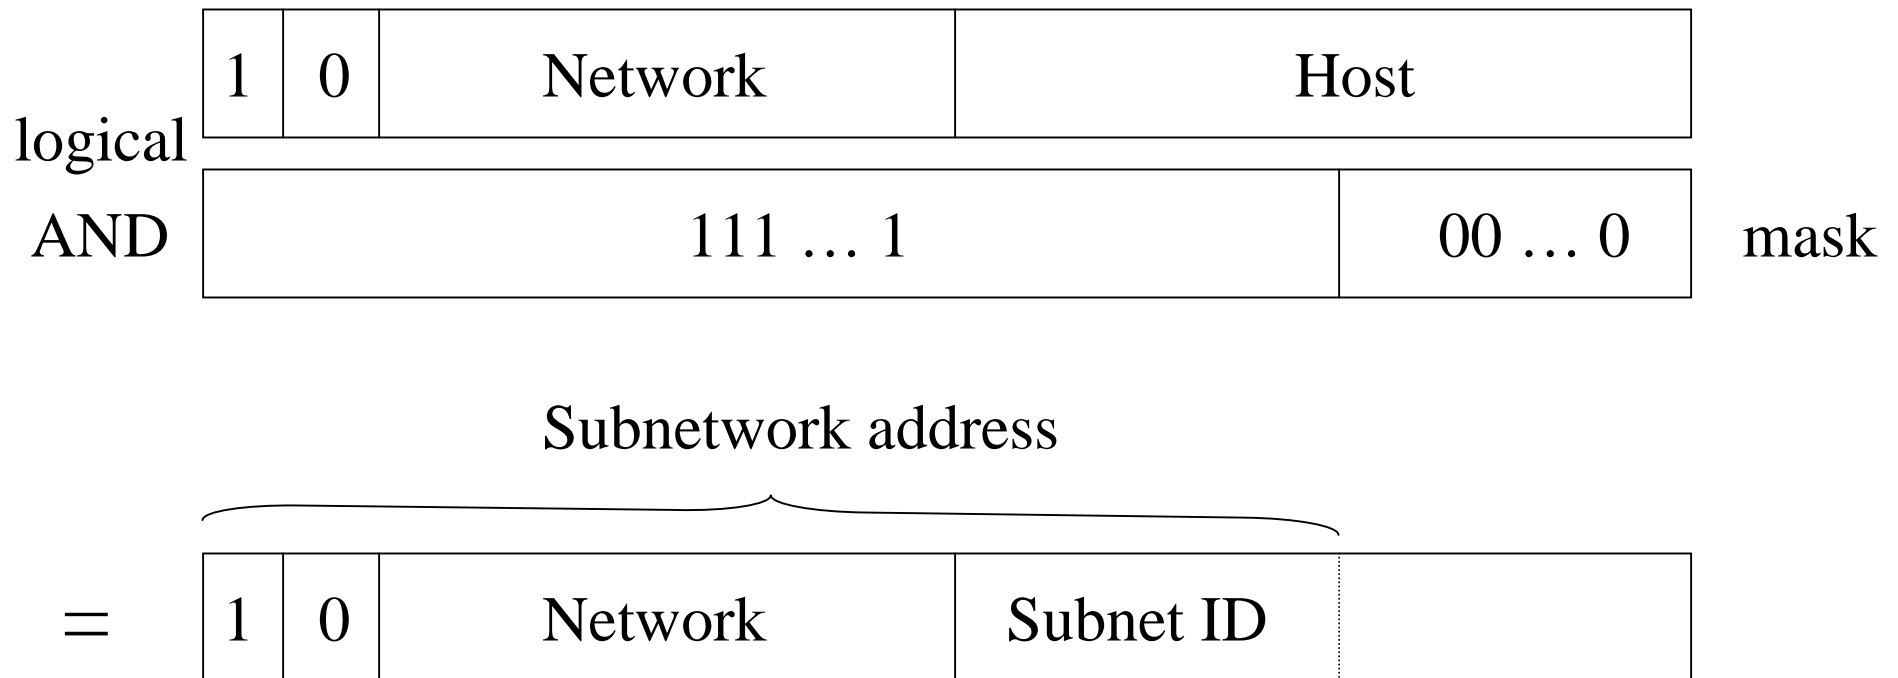 1 0 Network Host
logical
AND 111 … 1 00 … 0 mask
Subnetwork address
= 1 0 Network Subnet ID